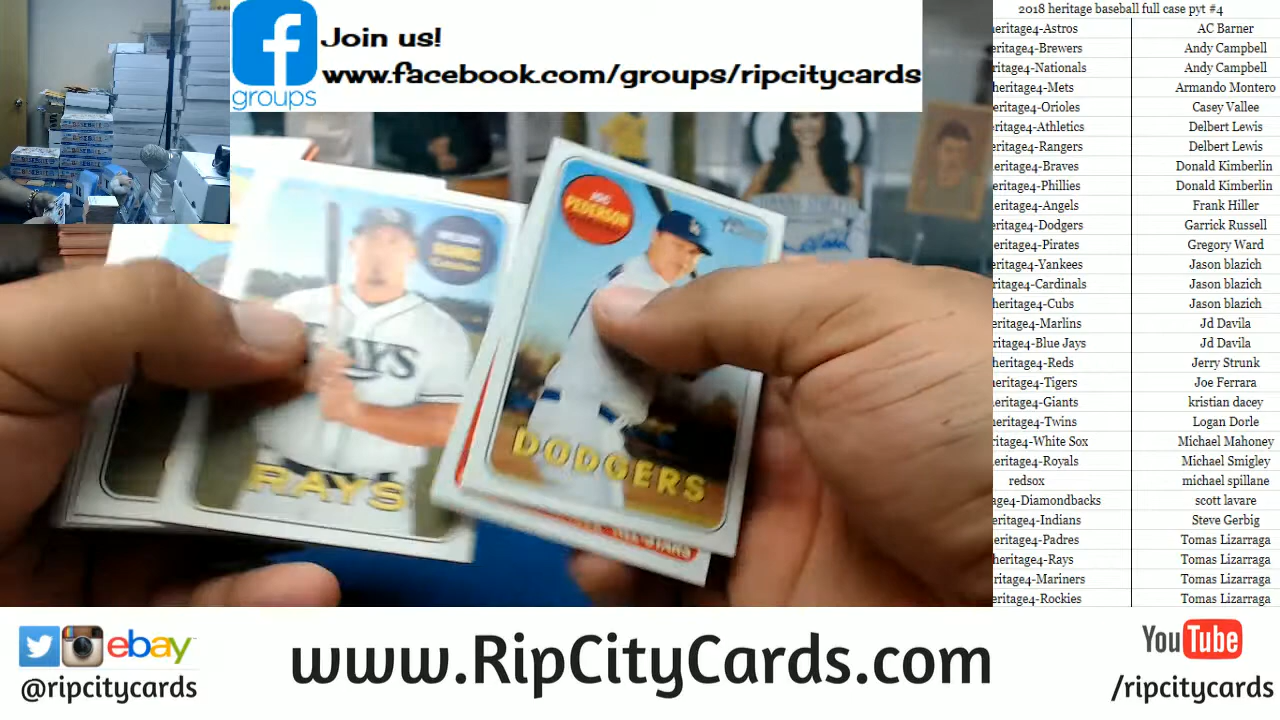 Join us!
www.facebook.com/groups/ripcitycards
groups
2018 heritage baseball full case pyt #4
eritage4-Astros AC Barner
eritage4-Brewers Andy Campbell
ritage4-Nationals Andy Campbell
heritage4-Mets Armando Montero
eritage4-Orioles Casey Vallee
eritage4-Athletics Delbert Lewis
eritage4-Rangers Delbert Lewis
eritage4-Braves Donald Kimberlin
eritage4-Phillies Donald Kimberlin
eritage4-Angels Frank Hiller
eritage4-Dodgers Garrick Russell
eritage4-Pirates Gregory Ward
eritage4-Yankees Jason blazich
ritage4-Cardinals Jason blazich
heritage4-Cubs Jason blazich
eritage4-Marlins Jd Davila
ritage4-Blue Jays Jd Davila
heritage4-Reds Jerry Strunk
eritage4-Tigers Joe Ferrara
eritage4-Giants kristian dacey
eritage4-Twins Logan Dorle
ritage4-White Sox Michael Mahoney
eritage4-Royals Michael Smigley
redsox michael spillane
age4-Diamondbacks scott lavare
eritage4-Indians Steve Gerbig
eritage4-Padres Tomas Lizarraga
heritage4-Rays Tomas Lizarraga
ritage4-Mariners Tomas Lizarraga
eritage4-Rockies Tomas Lizarraga
JOC
PEDERSON
DODGERS
RAYS
RAYS
ebay
@ripcitycards
www.RipCityCards.com
YouTube
/ripcitycards